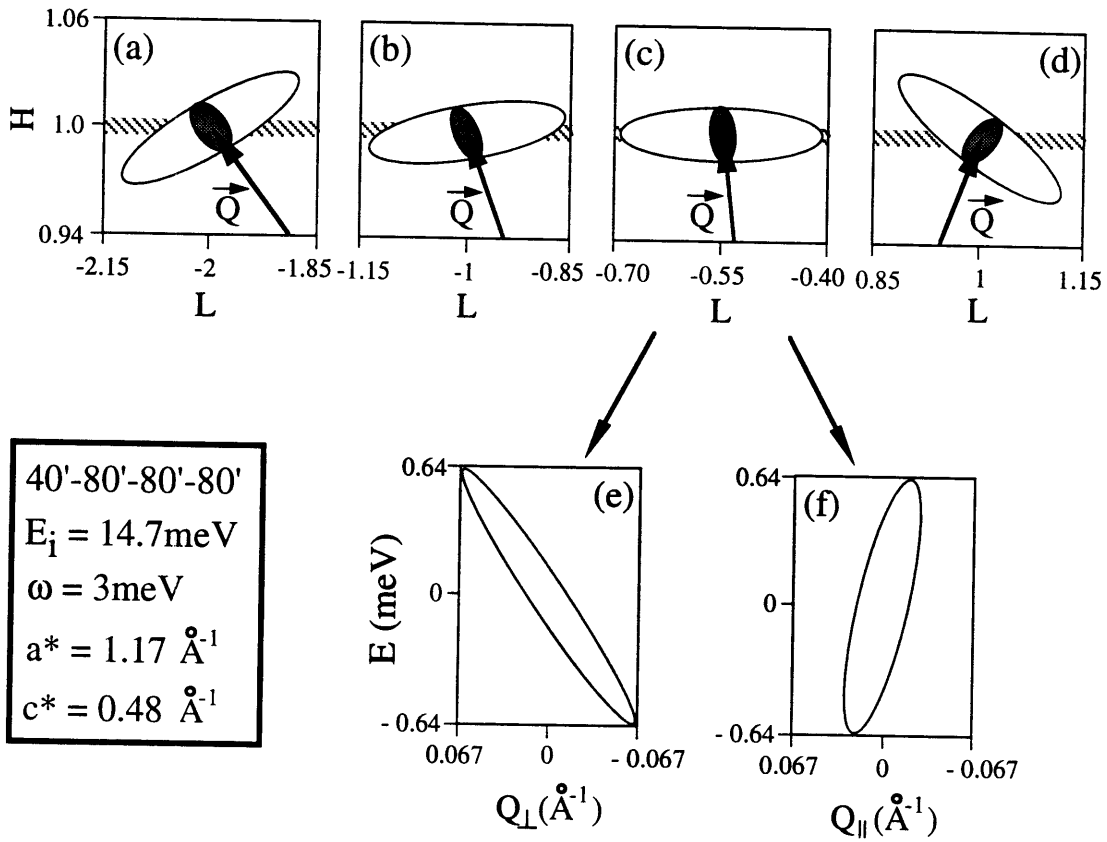 1.06
(a) (b) (c) (d)
H
1.0
0.94
Q Q Q Q
-2.15 -2 -1.85 -1.15 -1 -0.85 -0.70 -0.55 -0.40 0.85 1 1.15
L L L L
40'-80'-80'-80'
Ei = 14.7meV
ω = 3meV
a* = 1.17 Å-1
c* = 0.48 Å-1
0.64 (e) 0.64 (f)
E (meV)
0 0
- 0.64 - 0.64
0.067 0 - 0.067 0.067 0 - 0.067
Q⊥(Å-1) Q∥(Å-1)